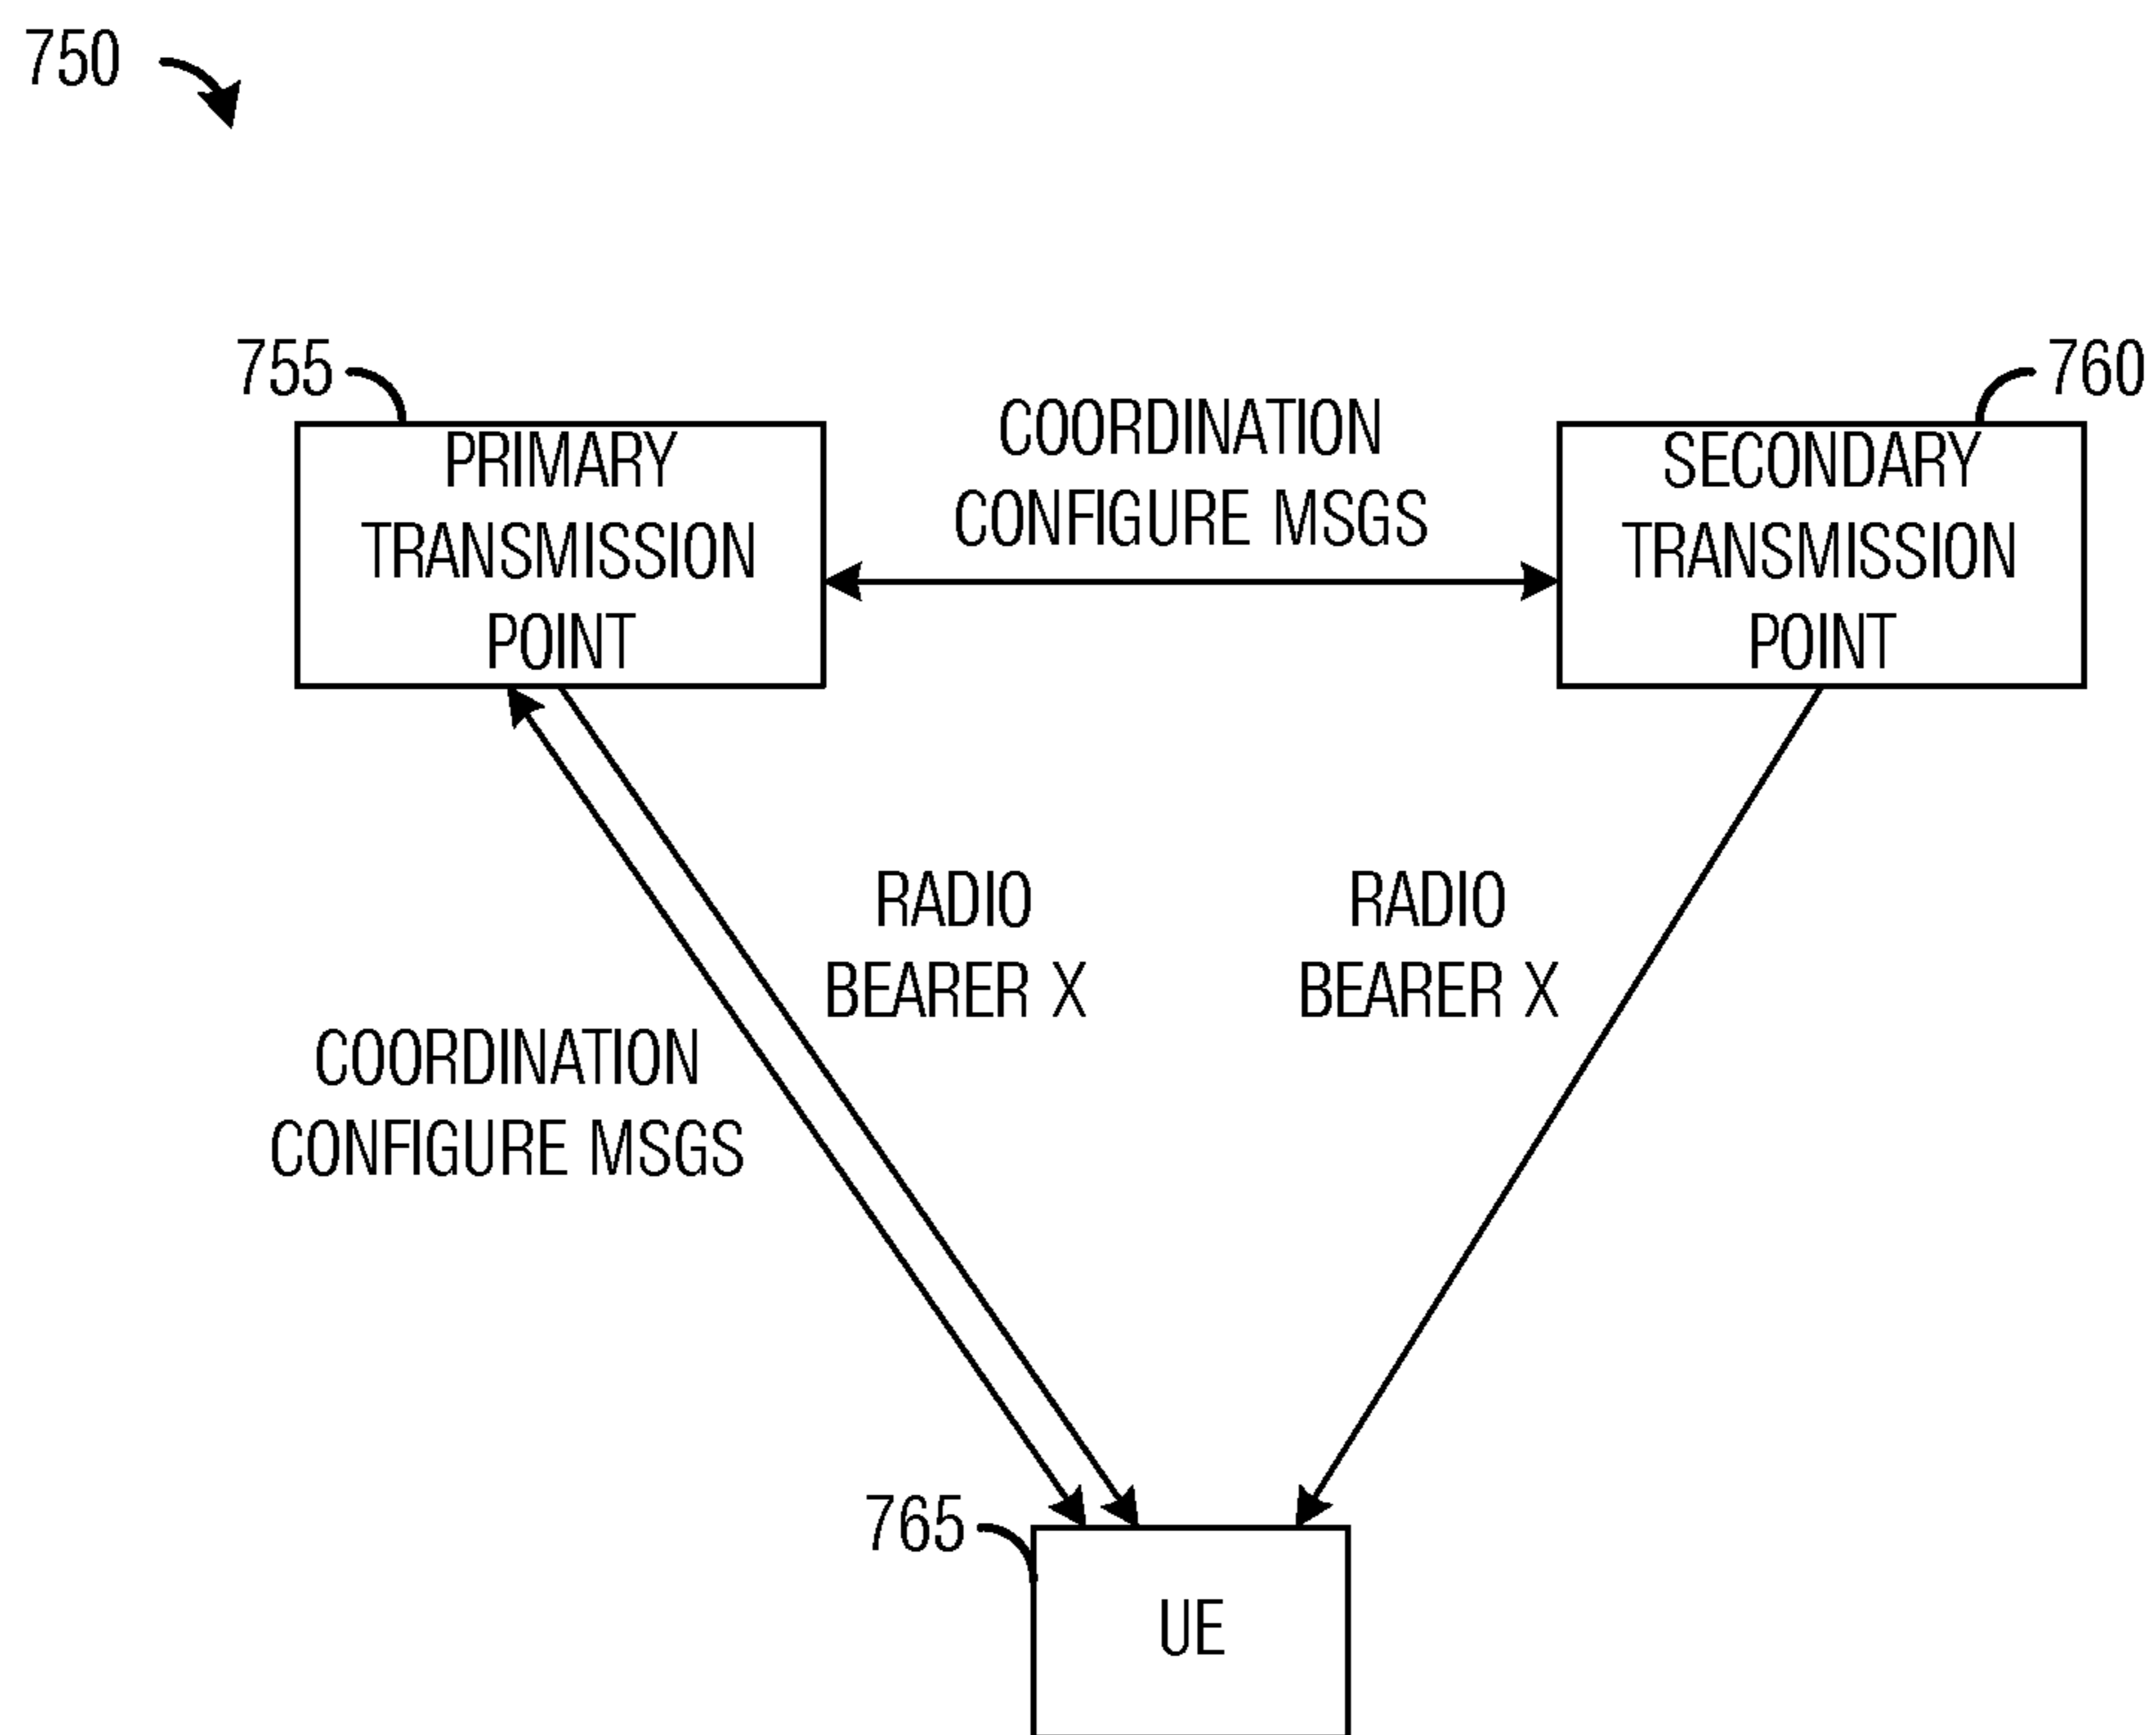 750
755
760
PRIMARY
TRANSMISSION
POINT
COORDINATION
CONFIGURE MSGS
SECONDARY
TRANSMISSION
POINT
RADIO
BEARER X
RADIO
BEARER X
COORDINATION
CONFIGURE MSGS
765
UE